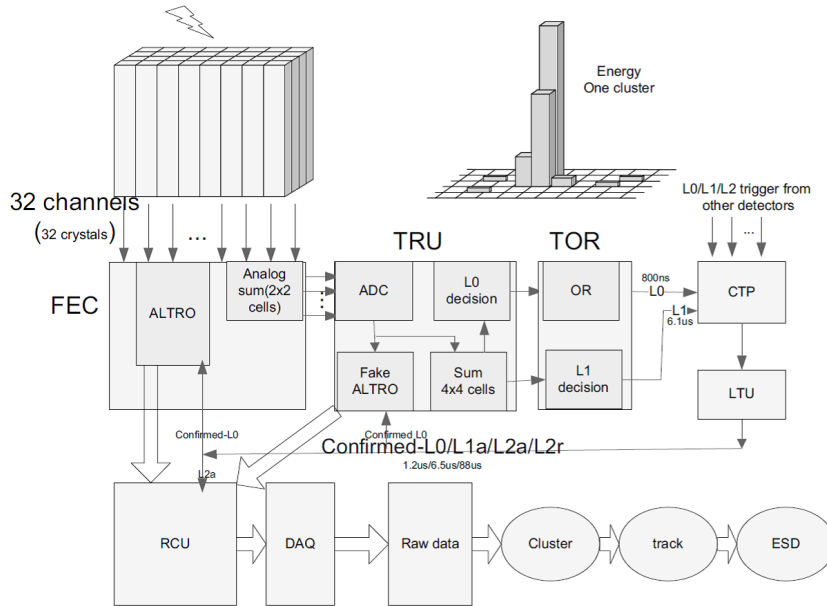 Energy
One cluster
L0/L1/L2 trigger from
other detectors
32 channels
(32 crystals)
...
...
TRU
TOR
FEC
ALTRO
Analog
sum(2x2
cells)
ADC
L0
decision
OR
800ns
L0
L1
6.1us
CTP
Fake
ALTRO
Sum
4x4 cells
L1
decision
LTU
Confirmed-L0
Confirmed L0
Confirmed-L0/L1a/L2a/L2r
1.2us/6.5us/88us
L2a
RCU
DAQ
Raw data
Cluster
track
ESD